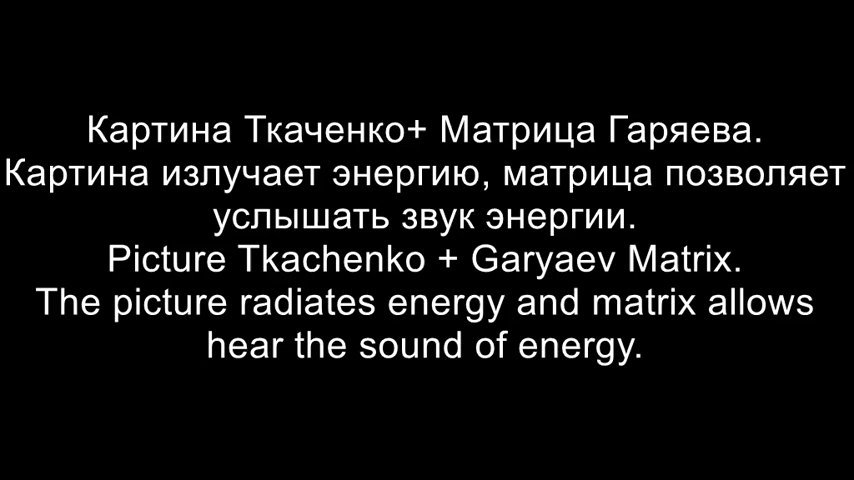 Картина Ткаченко+ Матрица Гаряева.
Картина излучает энергию, матрица позволяет
услышать звук энергии.
Picture Tkachenko + Garyaev Matrix.
The picture radiates energy and matrix allows
hear the sound of energy.